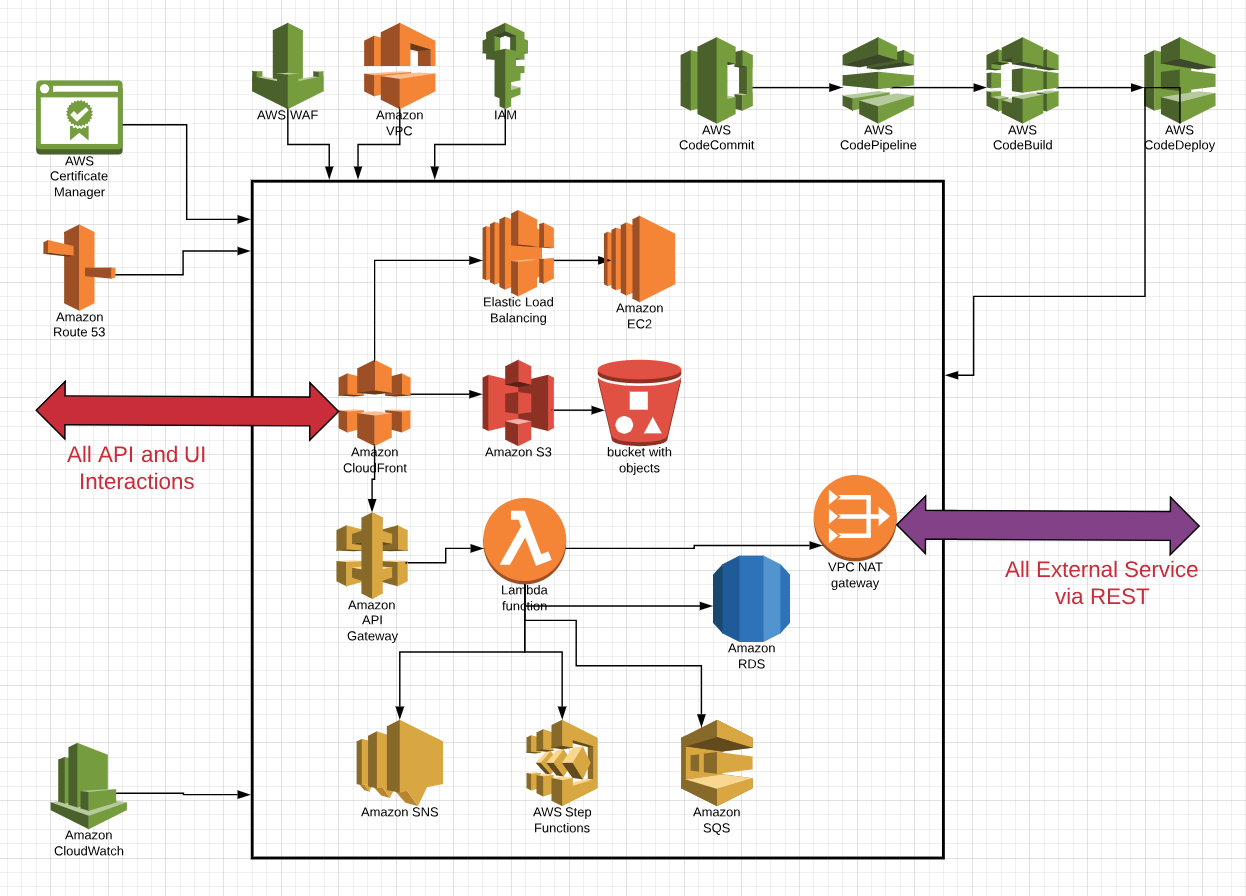 AWS WAF
Amazon
VPC
IAM
AWS
CodeCommit
AWS
CodePipeline
AWS
CodeBuild
AWS
CodeDeploy
AWS
Certificate
Manager
Amazon
Route 53
Elastic Load
Balancing
Amazon
EC2
All API and UI
Interactions
Amazon
CloudFront
Amazon S3
bucket with
objects
VPC NAT
gateway
All External Service
via REST
Amazon
API
Gateway
Lambda
function
Amazon
RDS
Amazon SNS
AWS Step
Functions
Amazon
SQS
Amazon
CloudWatch